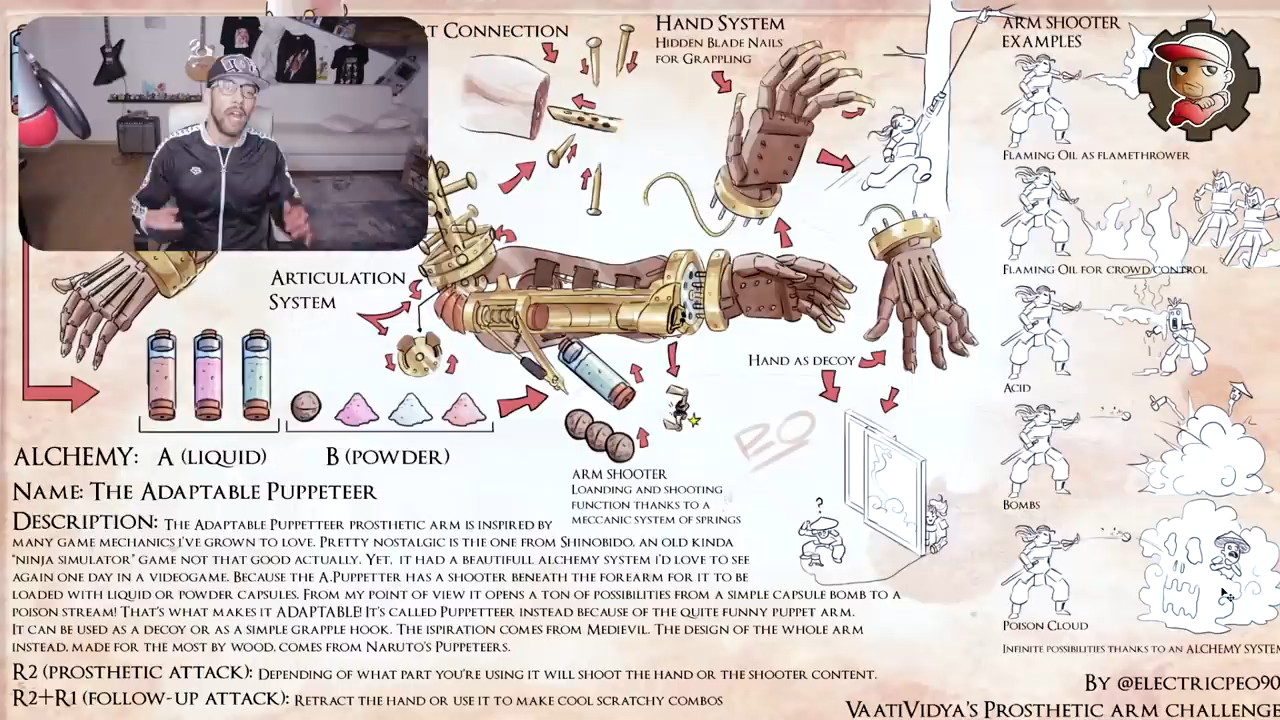 RT CONNECTION
HAND SYSTEM
HIDDEN BLADE NAILS
FOR GRAPPLING
ARM SHOOTER
EXAMPLES
FLAMING OIL AS FLAMETHROWER
FLAMING OIL FOR CROWD CONTROL
ACID
BOMBS
POISON CLOUD
INFINITE POSSIBILITIES THANKS TO AN ALCHEMY SYSTEM
ARTICULATION
SYSTEM
HAND AS DECOY
?
ARM SHOOTER
LOANDING AND SHOOTING
FUNCTION THANKS TO A
MECCANIC SYSTEM OF SPRINGS
ALCHEMY: A (LIQUID) B (POWDER)
NAME: THE ADAPTABLE PUPPETEER
DESCRIPTION: THE ADAPTABLE PUPPETTEER PROSTHETIC ARM IS INSPIRED BY
MANY GAME MECHANICS I'VE GROWN TO LOVE. PRETTY NOSTALGIC IS THE ONE FROM SHINOBIDO, AN OLD KINDA
"NINJA SIMULATOR" GAME NOT THAT GOOD ACTUALLY. YET, IT HAD A BEAUTIFULL ALCHEMY SYSTEM I'D LOVE TO SEE
AGAIN ONE DAY IN A VIDEOGAME. BECAUSE THE A.PUPPETTER HAS A SHOOTER BENEATH THE FOREARM FOR IT TO BE
LOADED WITH LIQUID OR POWDER CAPSULES. FROM MY POINT OF VIEW IT OPENS A TON OF POSSIBILITIES FROM A SIMPLE CAPSULE BOMB TO A
POISON STREAM! THAT'S WHAT MAKES IT ADAPTABLE! IT'S CALLED PUPPETTEER INSTEAD BECAUSE OF THE QUITE FUNNY PUPPET ARM.
IT CAN BE USED AS A DECOY OR AS A SIMPLE GRAPPLE HOOK. THE ISPIRATION COMES FROM MEDIEVIL. THE DESIGN OF THE WHOLE ARM
INSTEAD, MADE FOR THE MOST BY WOOD, COMES FROM NARUTO'S PUPPETEERS.
R2 (PROSTHETIC ATTACK): DEPENDING OF WHAT PART YOU'RE USING IT WILL SHOOT THE HAND OR THE SHOOTER CONTENT.
R2+R1 (FOLLOW-UP ATTACK): RETRACT THE HAND OR USE IT TO MAKE COOL SCRATCHY COMBOS
BY @ELECTRICPEO90
VAATIVIDYA'S PROSTHETIC ARM CHALLENGE